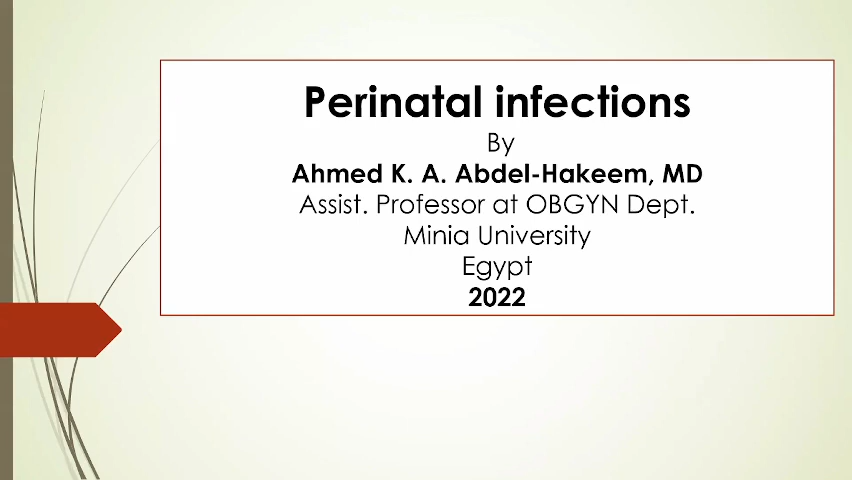 Perinatal infections
By
Ahmed K. A. Abdel-Hakeem, MD
Assist. Professor at OBGYN Dept.
Minia University
Egypt
2022